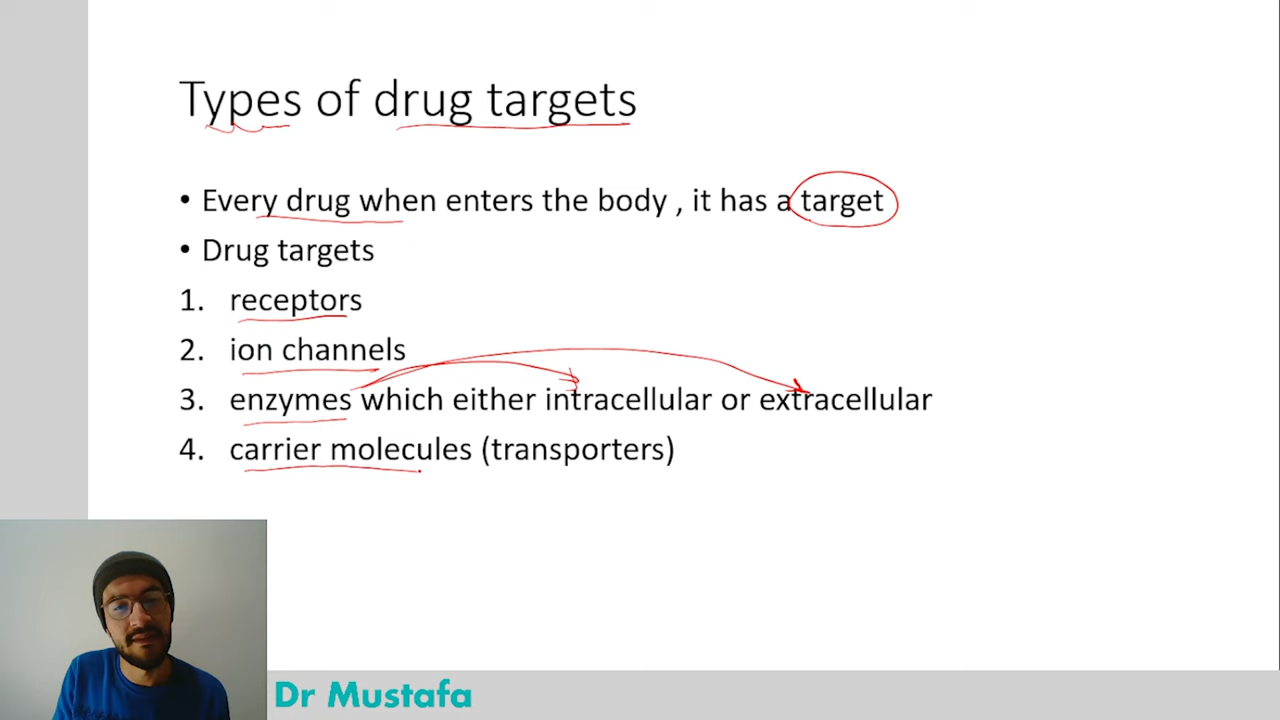 Types of drug targets
• Every drug when enters the body , it has a target
• Drug targets
1. receptors
2. ion channels
3. enzymes which either intracellular or extracellular
4. carrier molecules (transporters)
Dr Mustafa